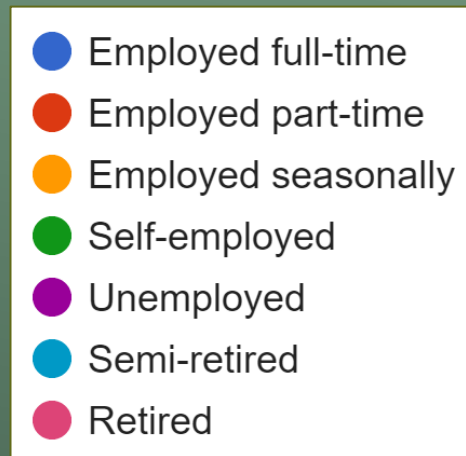 Employed full-time
Employed part-time
Employed seasonally
Self-employed
Unemployed
Semi-retired
Retired